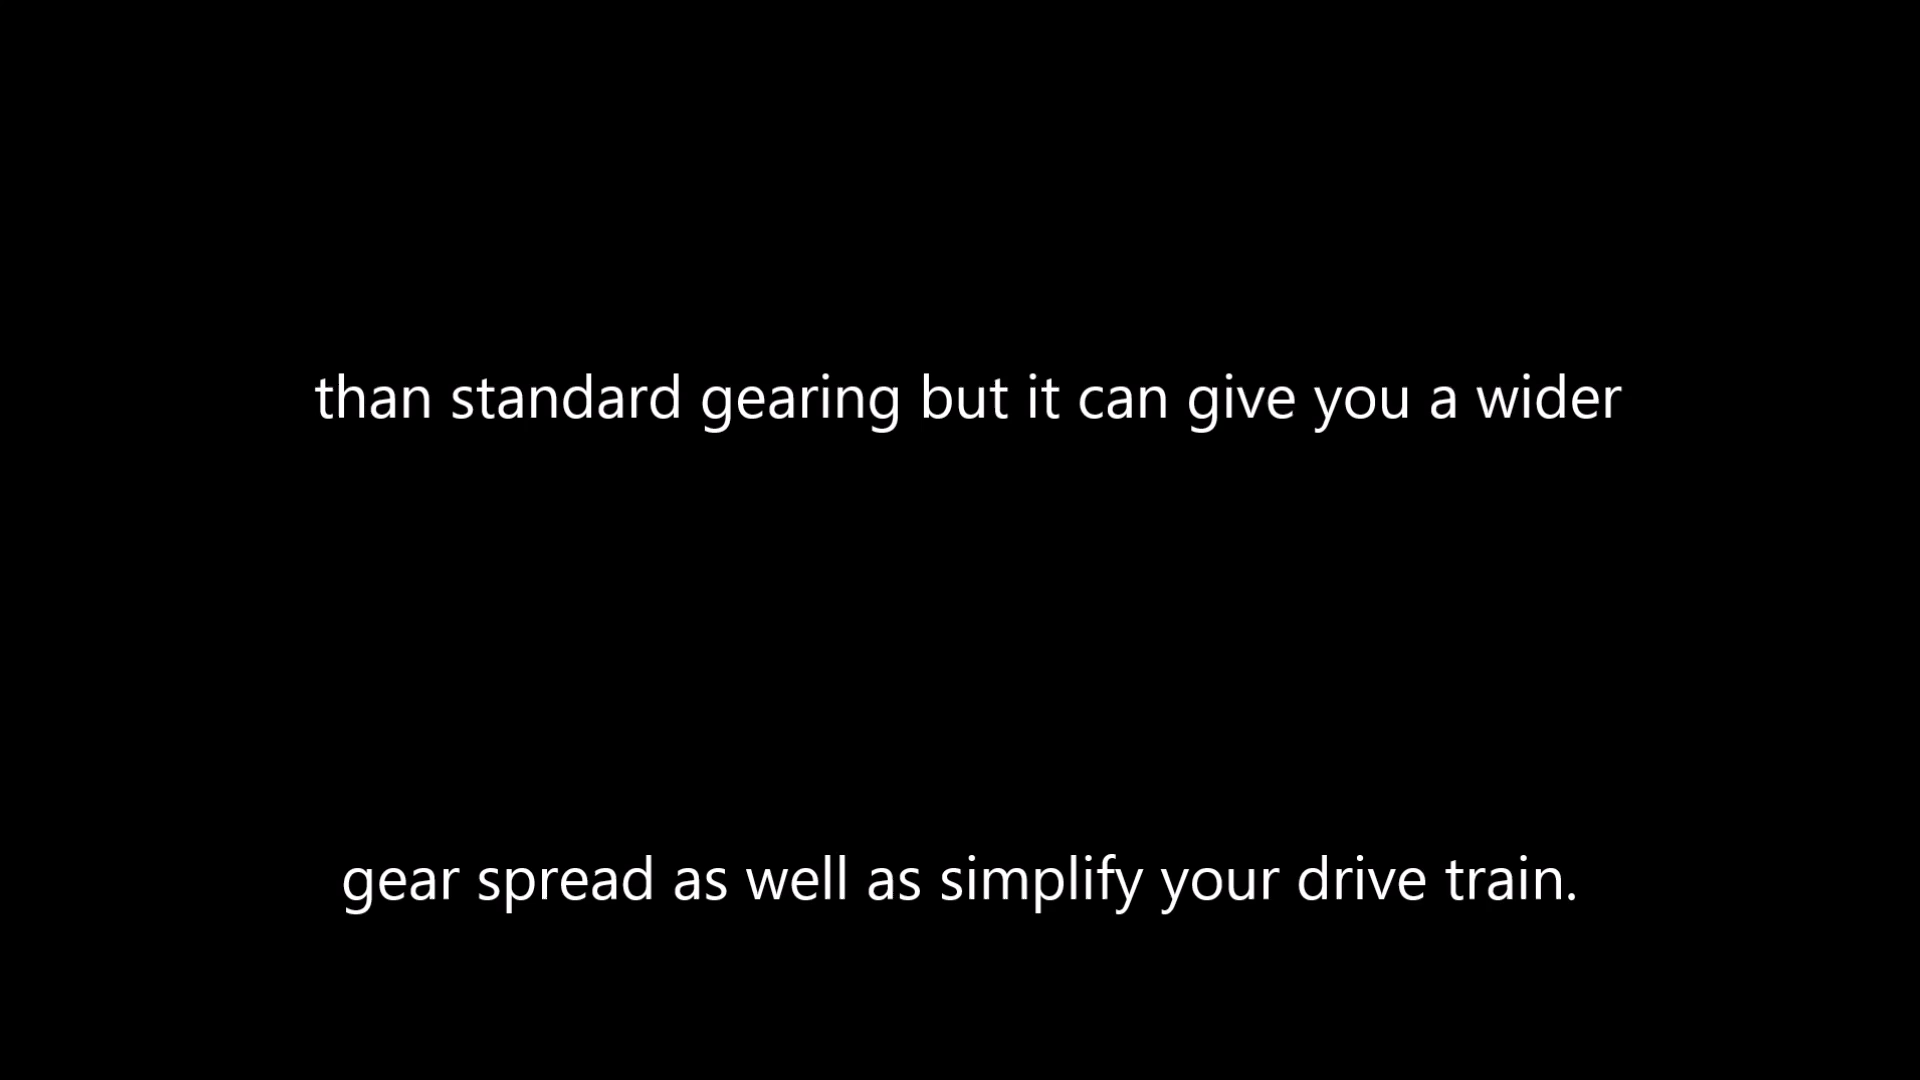 than standard gearing but it can give you a wider
gear spread as well as simplify your drive train.